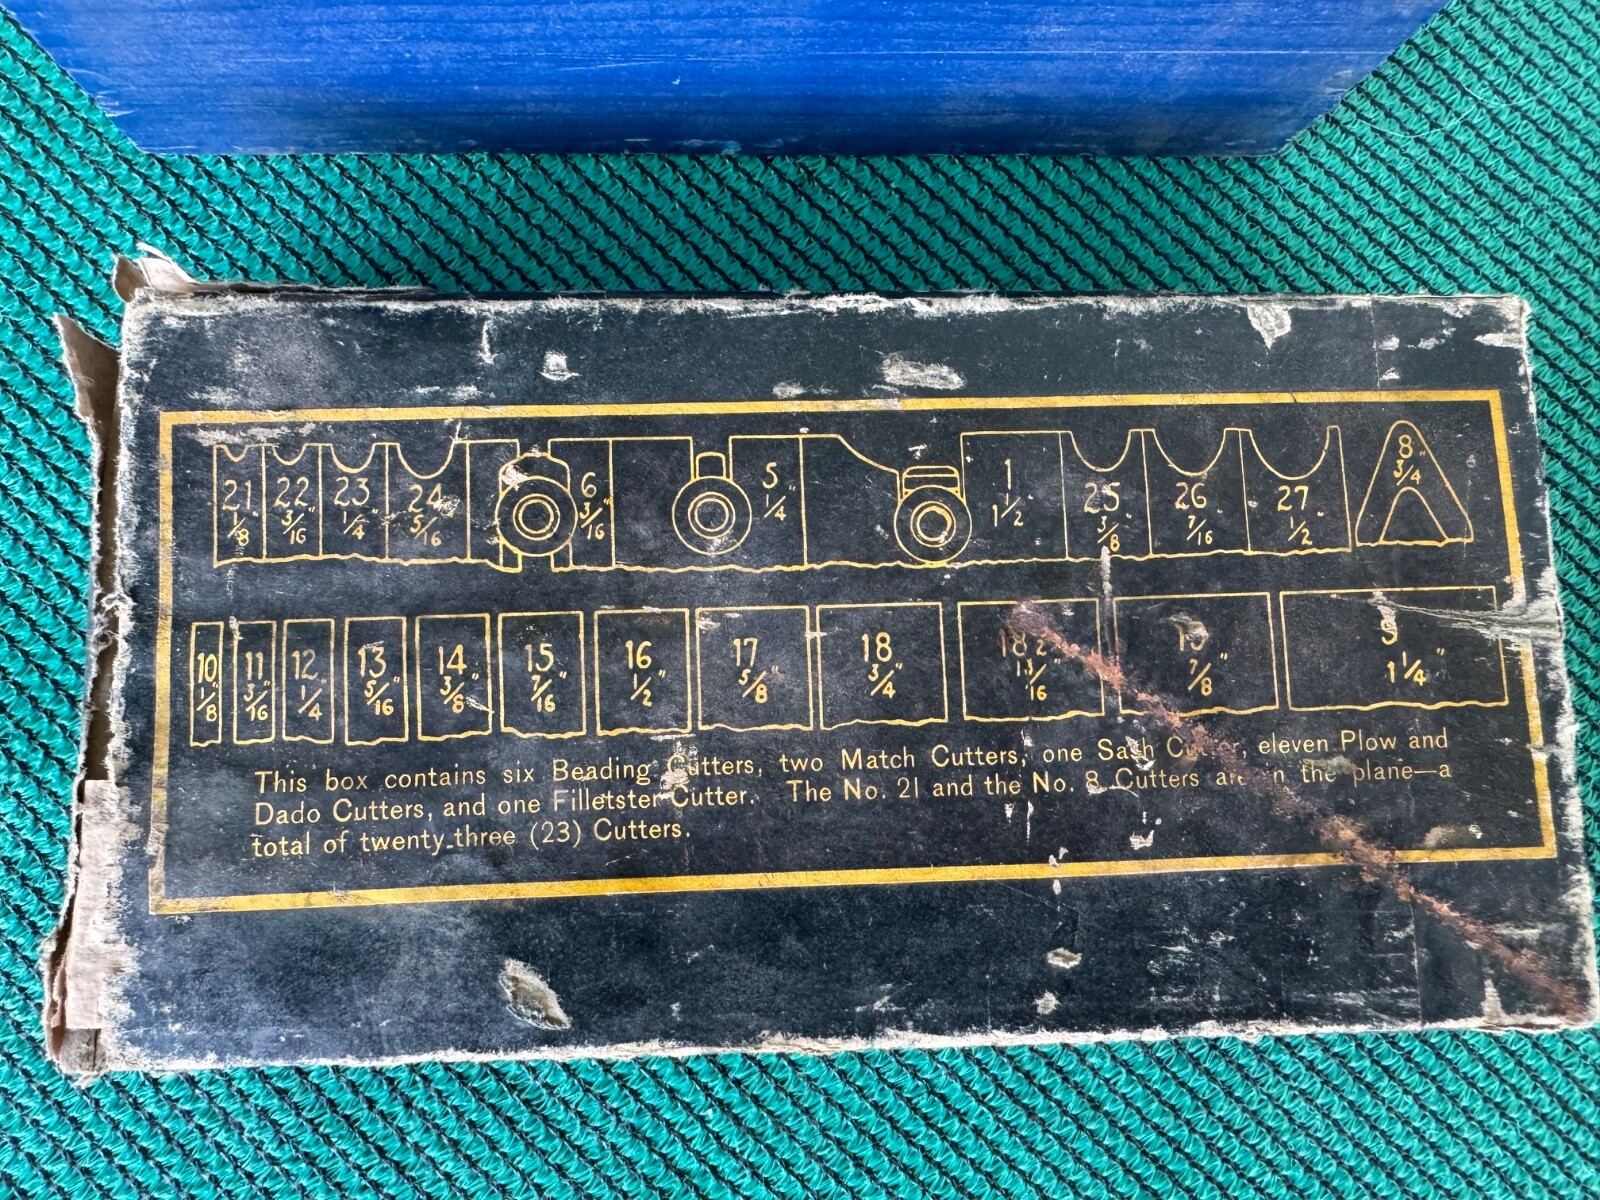 21 22 23 24 6 5 1 25 26 27 8
1/8" 3/16" 1/4" 5/16" 3/16" 1/4" 1 1/2" 3/8" 7/16" 1/2" 3/4"
10 11 12 13 14 15 16 17 18
1/8" 3/16" 1/4" 5/16" 3/8" 7/16" 1/2" 5/8" 3/4" 7/8" 1 1/4"
This box contains six Beading Cutters, two Match Cutters, one Sash eleven Plow and
Dado Cutters, and one Filletster Cutter. The No. 21 and the No. 8 Cutters are in the plane—a
total of twenty-three (23) Cutters.